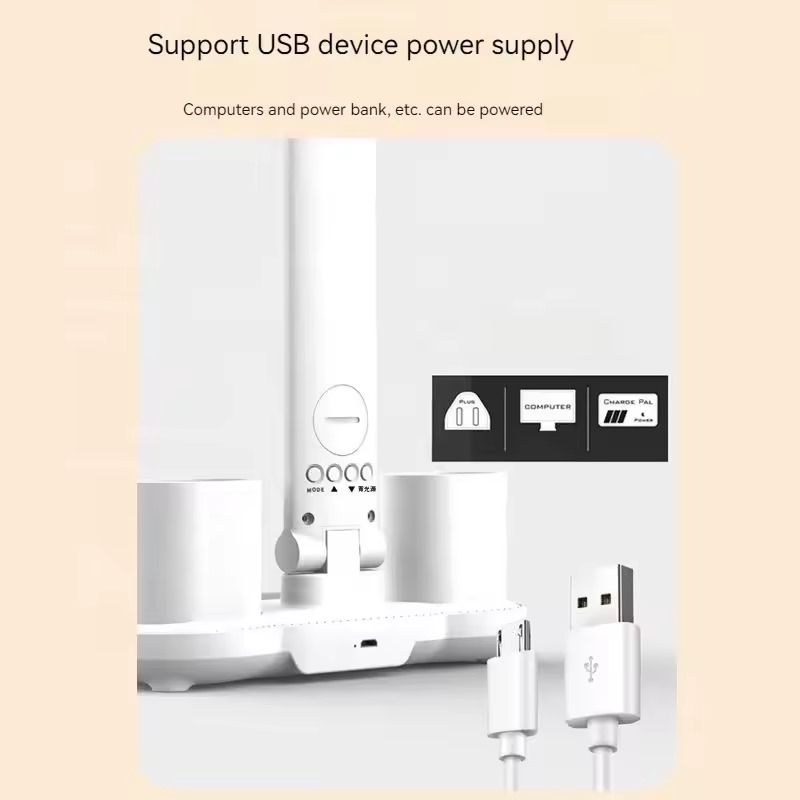 Support USB device power supply
Computers and power bank, etc. can be powered
PLUG
COMPUTER
CHARGE PAL
POWER
MODE ▲ ▼ 背光源